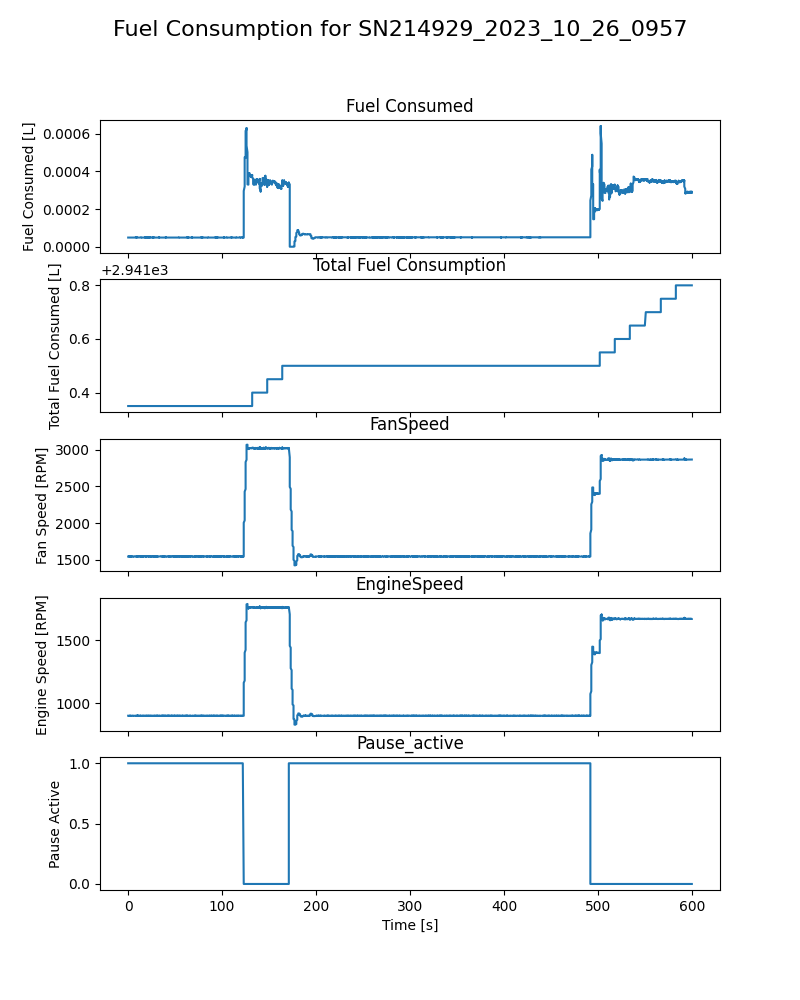 Fuel Consumption for SN214929_2023_10_26_0957
Fuel Consumed
Fuel Consumed [L]
0.0006
0.0004
0.0002
0.0000
Total Fuel Consumption
+2.941e3
Total Fuel Consumed [L]
0.8
0.6
0.4
FanSpeed
Fan Speed [RPM]
3000
2500
2000
1500
EngineSpeed
Engine Speed [RPM]
1500
1000
Pause_active
Pause Active
1.0
0.5
0.0
0 100 200 300 400 500 600
Time [s]